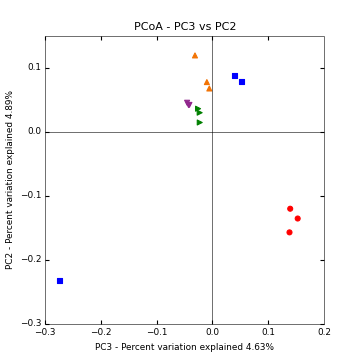 PCoA - PC3 vs PC2
PC2 - Percent variation explained 4.89%
0.1
0.0
−0.1
−0.2
−0.3
−0.3 −0.2 −0.1 0.0 0.1 0.2
PC3 - Percent variation explained 4.63%